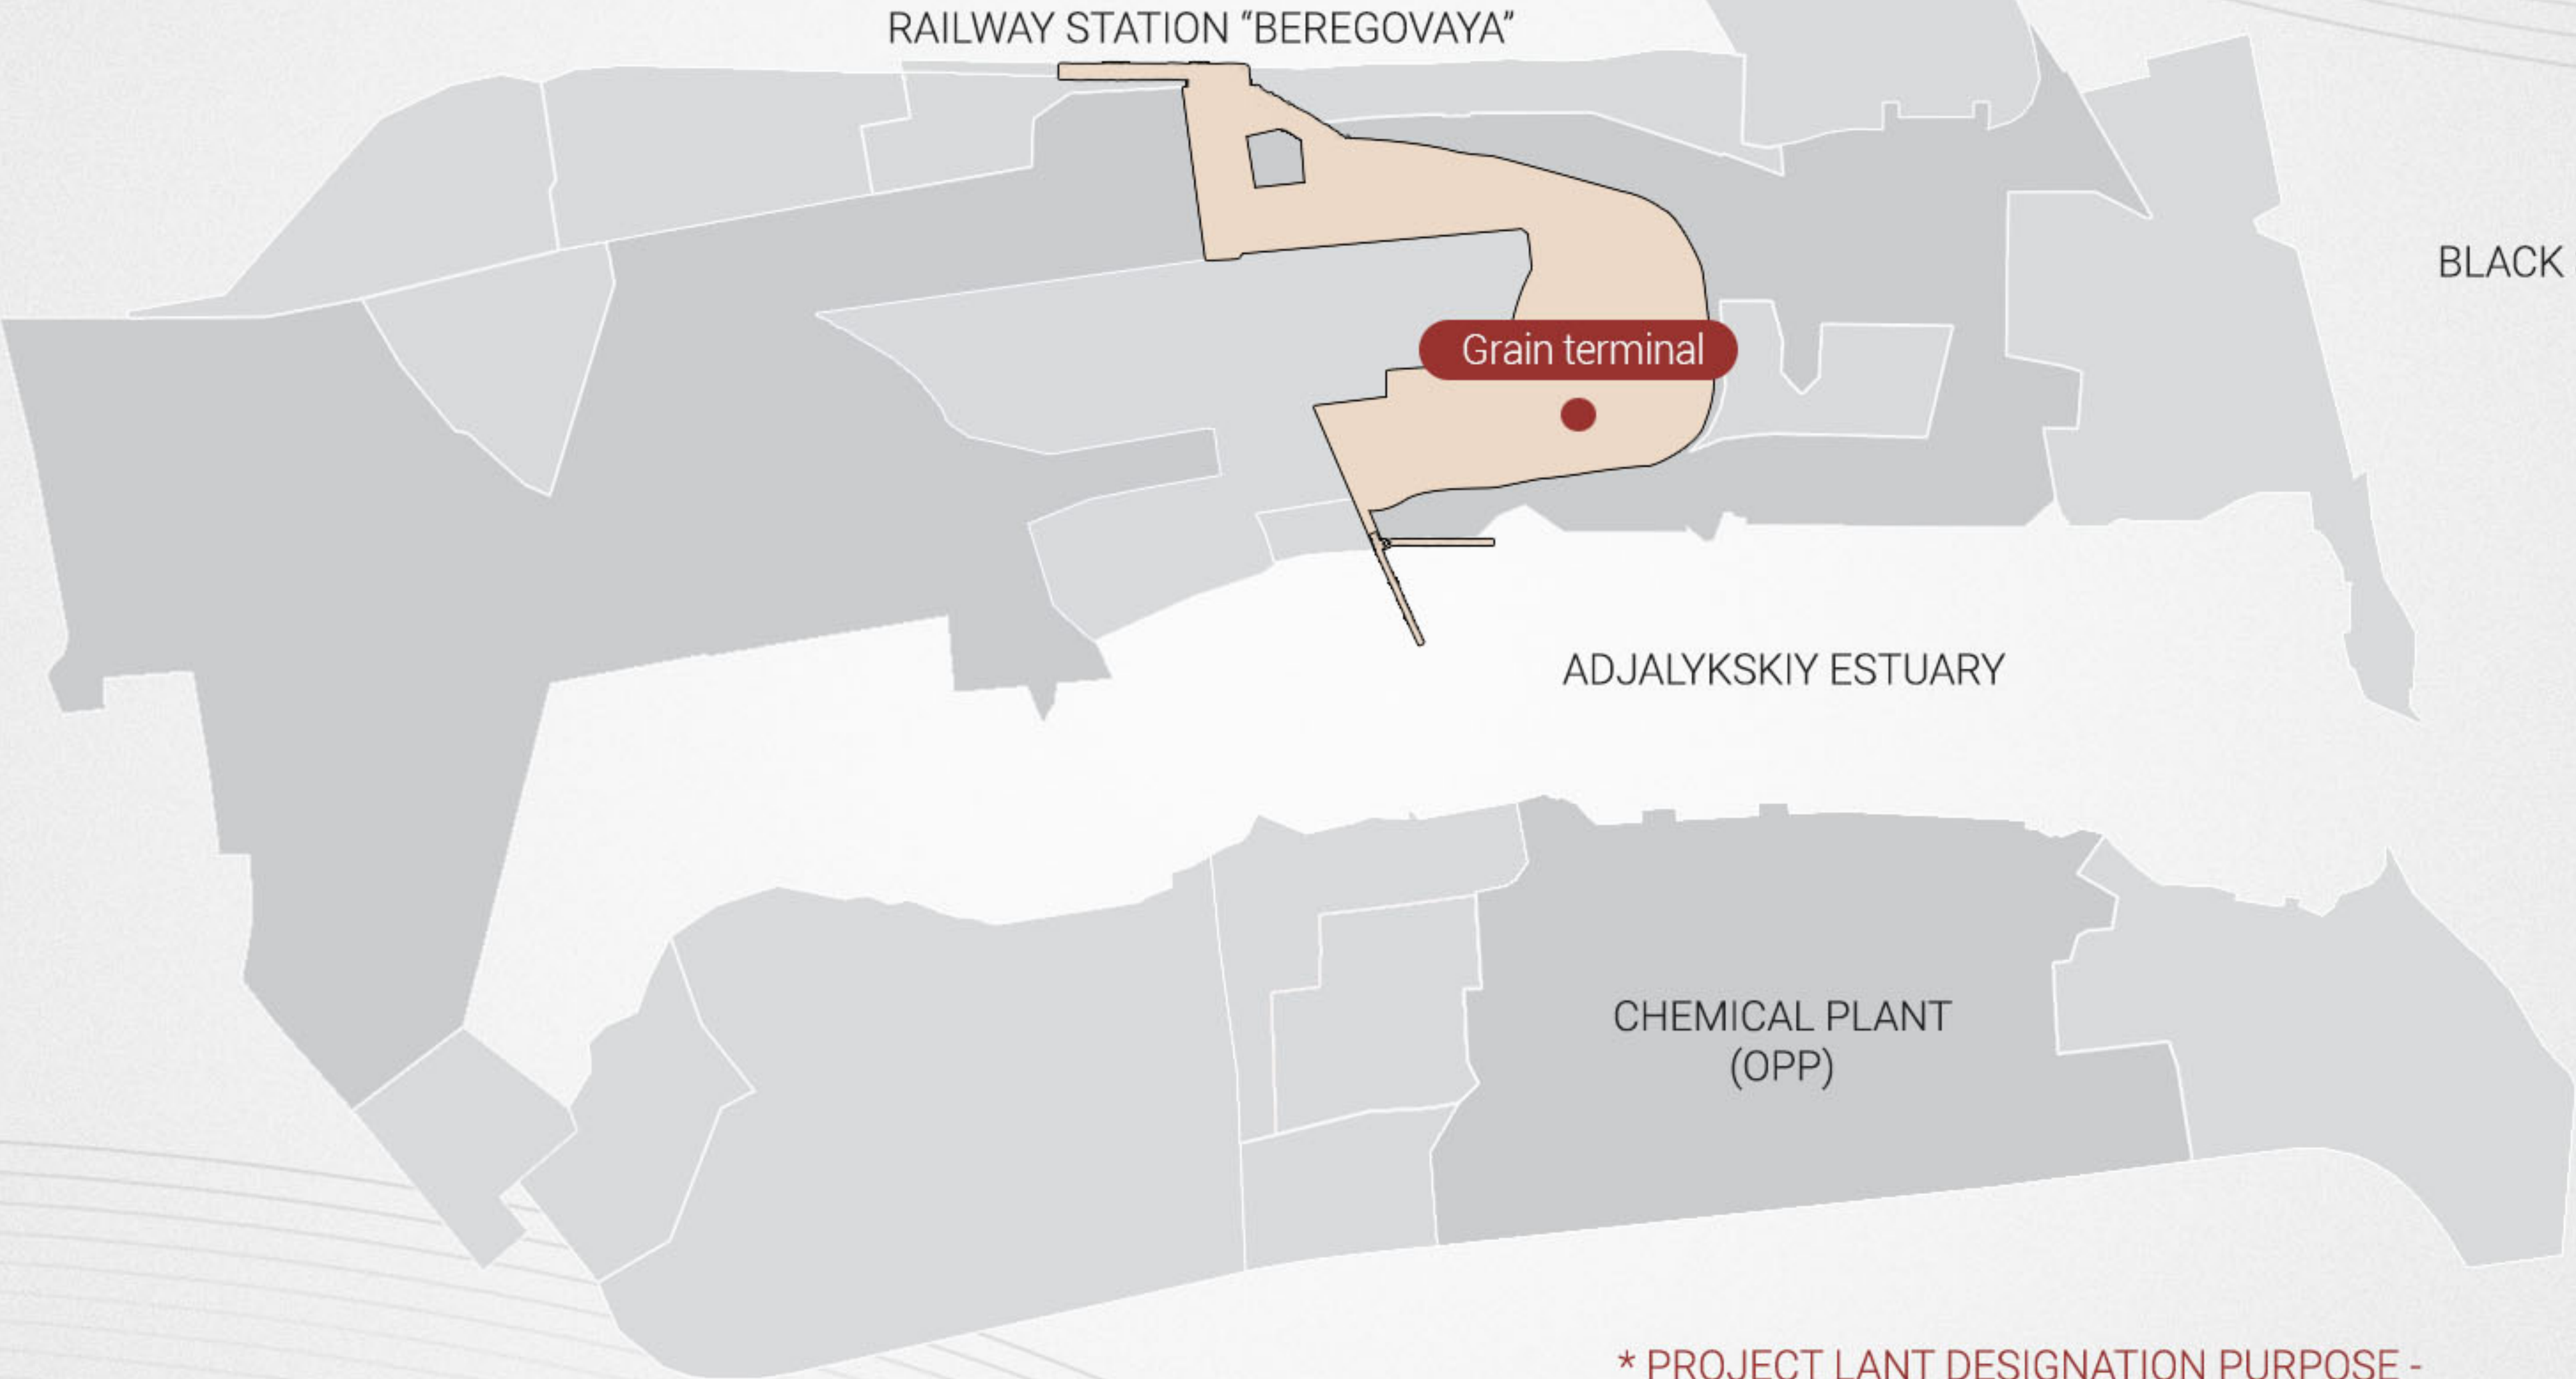 RAILWAY STATION “BEREGOVAYA”
BLACK
Grain terminal
ADJALYKSKIY ESTUARY
CHEMICAL PLANT
(OPP)
* PROJECT LANT DESIGNATION PURPOSE -